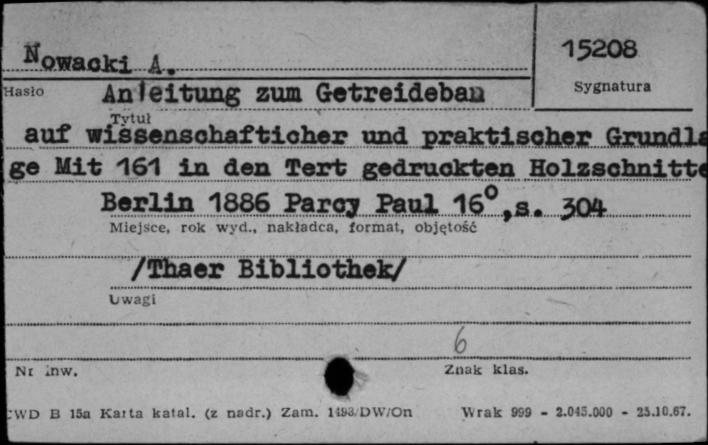 Nowacki A.
15208
Hasło
Sygnatura
Anleitung zum Getreidebau
Tytuł
auf wissenschafticher und praktischer Grundla
ge Mit 161 in den Tert gedruckten Holzschnitte
Berlin 1886 Parcy Paul 16⁰,s. 304
Miejsce, rok wyd., nakładca, format, objętość
/Thaer Bibliothek/
Uwagi
6
Nr inw.
Znak klas.
CWD B 15a Karta katal. (z nadr.) Zam. 1493/DW/On Wrak 999 - 2.045.000 - 25.10.67.